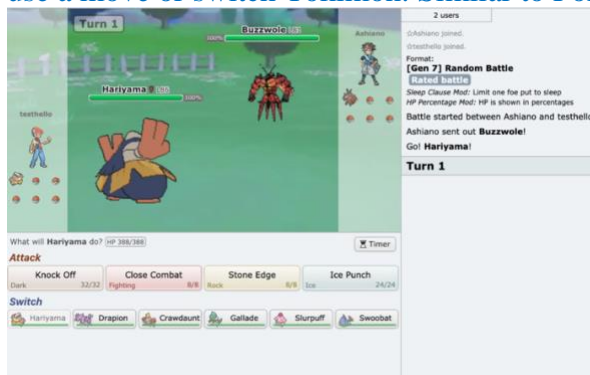 Turn 1
Buzzwole
100%
Ashiano
Hariyama
100%
testhello
What will Hariyama do? HP 388/388
Timer
Attack
Knock Off
Dark 32/32
Close Combat
Fighting 8/8
Stone Edge
Rock 8/8
Ice Punch
Ice 24/24
Switch
Hariyama
Drapion
Crawdaunt
Gallade
Slurpuff
Swoobat
2 users
☆Ashiano joined.
☆testhello joined.
Format:
[Gen 7] Random Battle
Rated battle
Sleep Clause Mod: Limit one foe put to sleep
HP Percentage Mod: HP is shown in percentages
Battle started between Ashiano and testhello
Ashiano sent out Buzzwole!
Go! Hariyama!
Turn 1